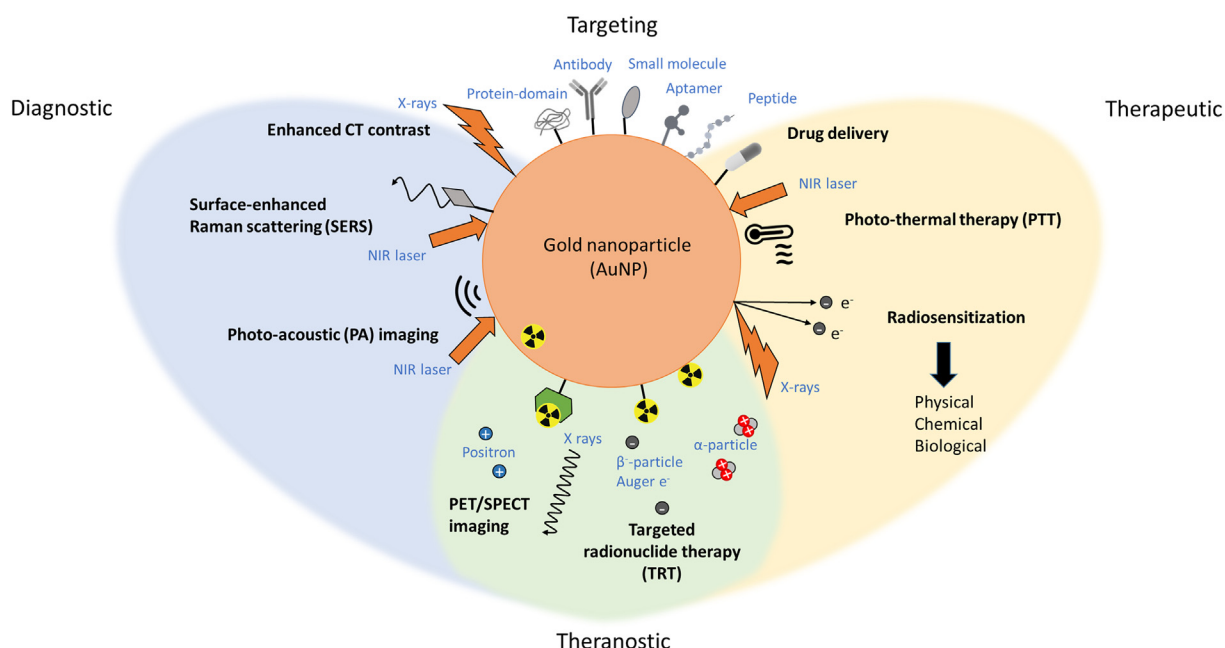 Targeting
Diagnostic
Therapeutic
Antibody
Small molecule
Protein-domain
Aptamer
Peptide
X-rays
Enhanced CT contrast
Drug delivery
NIR laser
Surface-enhanced
Raman scattering (SERS)
NIR laser
Photo-thermal therapy (PTT)
Gold nanoparticle
(AuNP)
e⁻
e⁻
Radiosensitization
Photo-acoustic (PA) imaging
NIR laser
X-rays
Physical
Chemical
Biological
Positron
X rays
β⁻-particle
Auger e⁻
α-particle
PET/SPECT
imaging
Targeted
radionuclide therapy
(TRT)
Theranostic